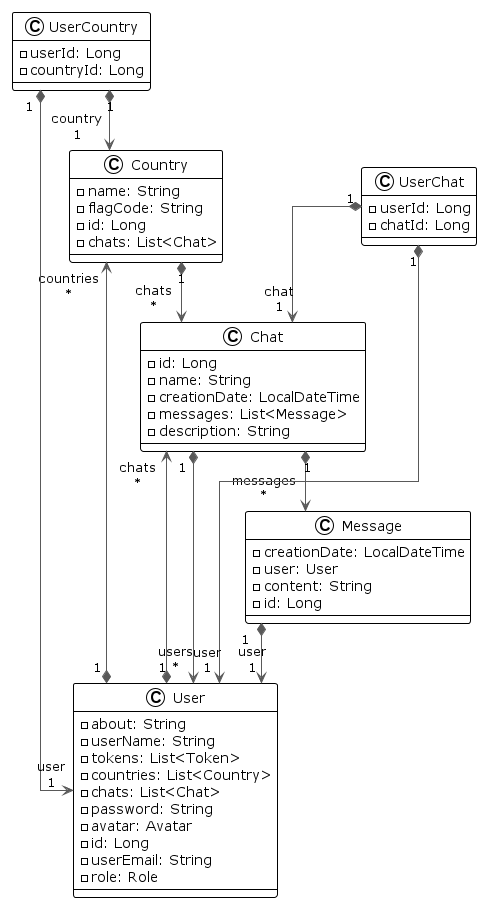 C UserCountry
userId: Long
countryId: Long
1
1
country
1
C Country
name: String
flagCode: String
id: Long
chats: List<Chat>
C UserChat
userId: Long
chatId: Long
1
1
countries
*
1
chats
*
chat
1
C Chat
id: Long
name: String
creationDate: LocalDateTime
messages: List<Message>
description: String
chats
*
1
1
messages
*
C Message
creationDate: LocalDateTime
user: User
content: String
id: Long
1
1
1
users
*
user
1
user
1
user
1
C User
about: String
userName: String
tokens: List<Token>
countries: List<Country>
chats: List<Chat>
password: String
avatar: Avatar
id: Long
userEmail: String
role: Role